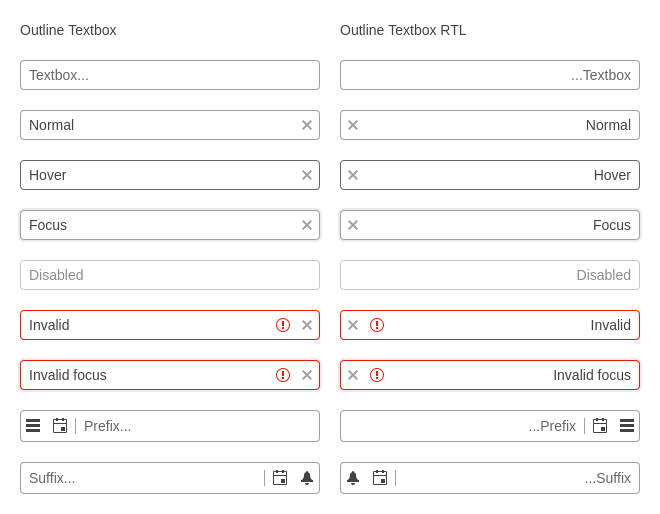 Outline Textbox
Outline Textbox RTL
Textbox...
...Textbox
Normal
Normal
Hover
Hover
Focus
Focus
Disabled
Disabled
Invalid
Invalid
Invalid focus
Invalid focus
Prefix...
...Prefix
Suffix...
...Suffix